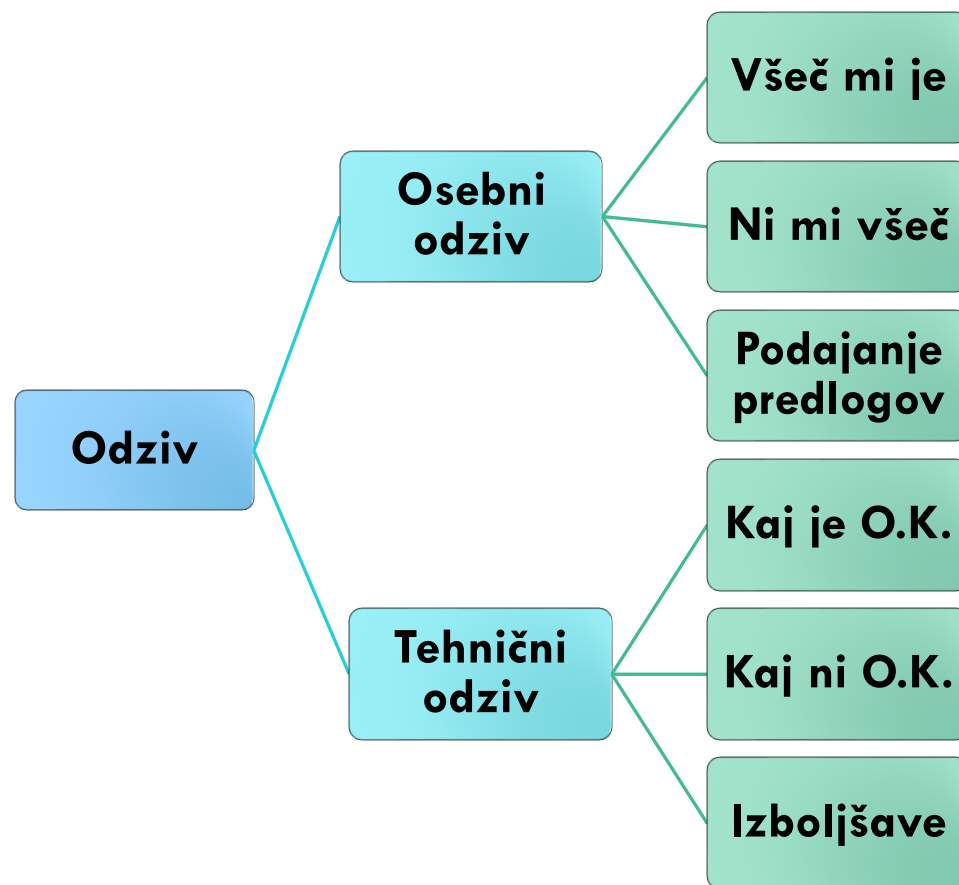 Odziv
Osebni
odziv
Všeč mi je
Ni mi všeč
Podajanje
predlogov
Tehnični
odziv
Kaj je O.K.
Kaj ni O.K.
Izboljšave